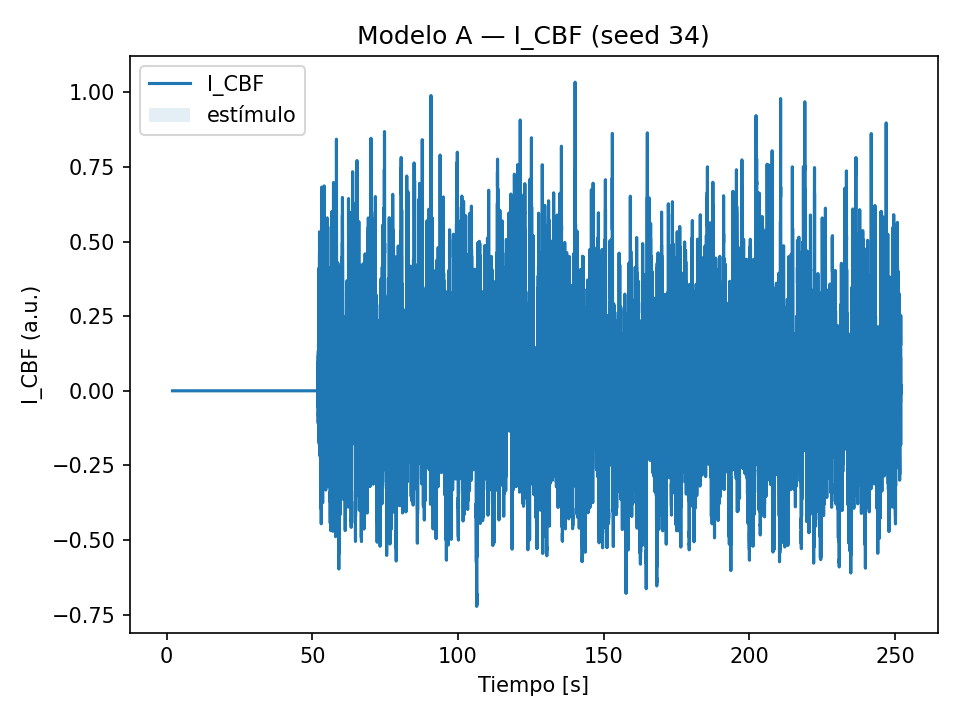 Modelo A — I_CBF (seed 34)
I_CBF
estímulo
1.00
0.75
0.50
0.25
0.00
−0.25
−0.50
−0.75
I_CBF (a.u.)
0
50
100
150
200
250
Tiempo [s]